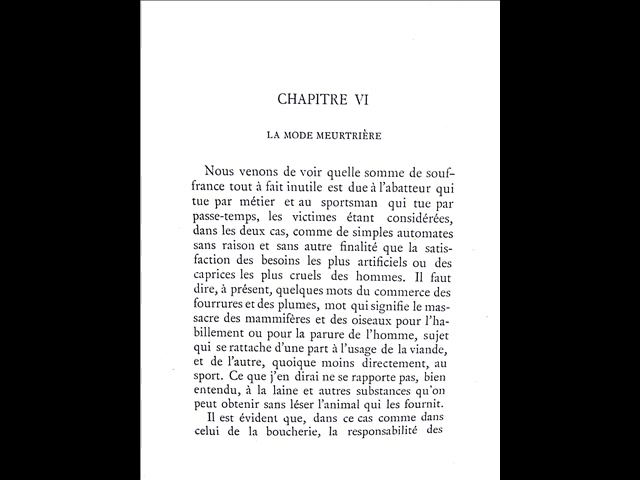 CHAPITRE VI
LA MODE MEURTRIÈRE
Nous venons de voir quelle somme de souf-
france tout à fait inutile est due à l'abatteur qui
tue par métier et au sportsman qui tue par
passe-temps, les victimes étant considérées,
dans les deux cas, comme de simples automates
sans raison et sans autre finalité que la satis-
faction des besoins les plus artificiels ou des
caprices les plus cruels des hommes. Il faut
dire, à présent, quelques mots du commerce des
fourrures et des plumes, mot qui signifie le mas-
sacre des mammifères et des oiseaux pour l'ha-
billement ou pour la parure de l'homme, sujet
qui se rattache d'une part à l'usage de la viande,
et de l'autre, quoique moins directement, au
sport. Ce que j'en dirai ne se rapporte pas, bien
entendu, à la laine et autres substances qu'on
peut obtenir sans léser l'animal qui les fournit.
Il est évident que, dans ce cas comme dans
celui de la boucherie, la responsabilité des